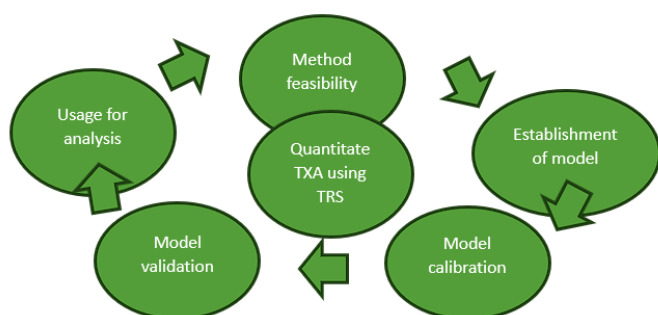 Method
feasibility
Establishment
of model
Model
calibration
Model
validation
Usage for
analysis
Quantitate
TXA using
TRS